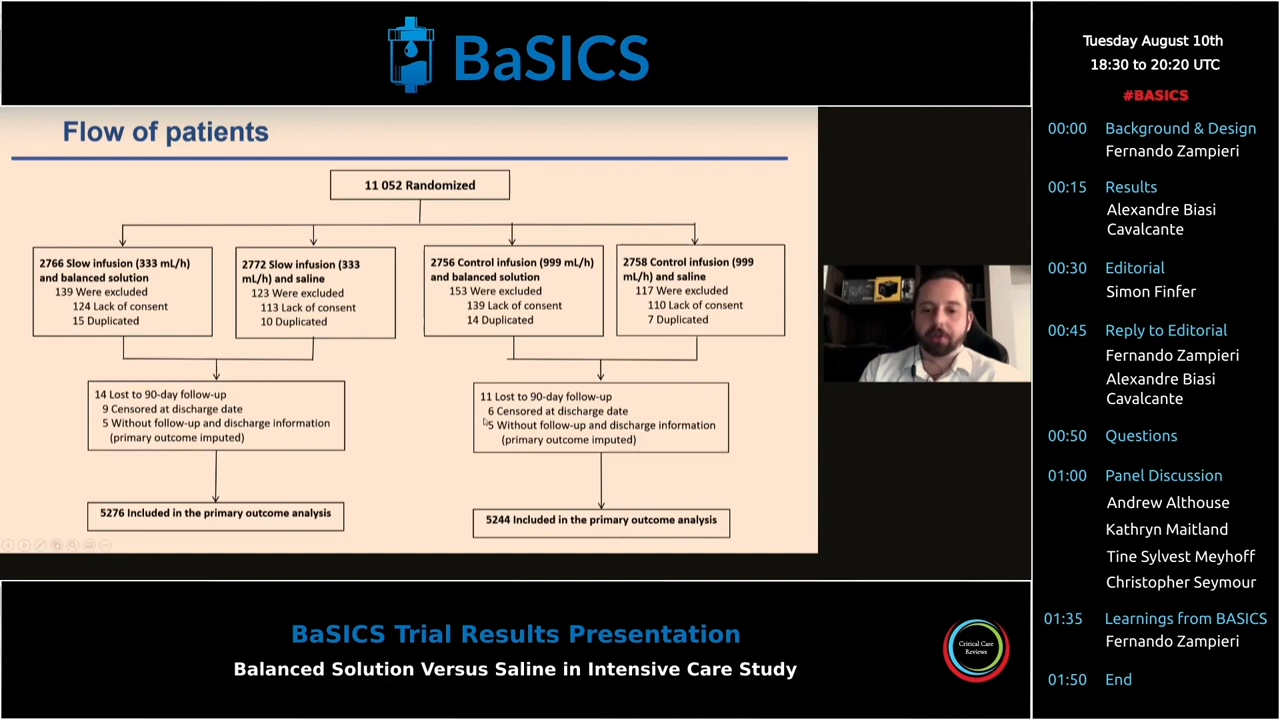 BaSICS
Flow of patients
11 052 Randomized
2766 Slow infusion (333 mL/h)
and balanced solution
139 Were excluded
124 Lack of consent
15 Duplicated
2772 Slow infusion (333
mL/h) and saline
123 Were excluded
113 Lack of consent
10 Duplicated
2756 Control infusion (999 mL/h)
and balanced solution
153 Were excluded
139 Lack of consent
14 Duplicated
2758 Control infusion (999
mL/h) and saline
117 Were excluded
110 Lack of consent
7 Duplicated
14 Lost to 90-day follow-up
9 Censored at discharge date
5 Without follow-up and discharge information
(primary outcome imputed)
11 Lost to 90-day follow-up
6 Censored at discharge date
5 Without follow-up and discharge information
(primary outcome imputed)
5276 Included in the primary outcome analysis
5244 Included in the primary outcome analysis
BaSICS Trial Results Presentation
Balanced Solution Versus Saline in Intensive Care Study
Critical Care
Reviews
Tuesday August 10th
18:30 to 20:20 UTC
#BASICS
00:00 Background & Design
Fernando Zampieri
00:15 Results
Alexandre Biasi
Cavalcante
00:30 Editorial
Simon Finfer
00:45 Reply to Editorial
Fernando Zampieri
Alexandre Biasi
Cavalcante
00:50 Questions
01:00 Panel Discussion
Andrew Althouse
Kathryn Maitland
Tine Sylvest Meyhoff
Christopher Seymour
01:35 Learnings from BASICS
Fernando Zampieri
01:50 End